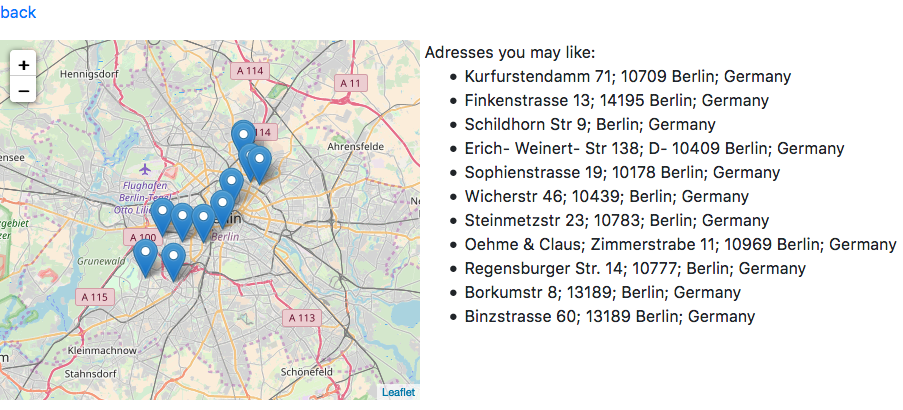 back
+
−
Hennigsdorf
A 114
A 11
114
Ahrensfelde
Flughafen
Berlin-Tegel
Otto Lilien
A 100
Berlin
Grunewald
A 115
A 113
Kleinmachnow
Stahnsdorf
Schönefeld
Leaflet
Adresses you may like:
• Kurfurstendamm 71; 10709 Berlin; Germany
• Finkenstrasse 13; 14195 Berlin; Germany
• Schildhorn Str 9; Berlin; Germany
• Erich- Weinert- Str 138; D- 10409 Berlin; Germany
• Sophienstrasse 19; 10178 Berlin; Germany
• Wicherstr 46; 10439; Berlin; Germany
• Steinmetzstr 23; 10783; Berlin; Germany
• Oehme & Claus; Zimmerstrabe 11; 10969 Berlin; Germany
• Regensburger Str. 14; 10777; Berlin; Germany
• Borkumstr 8; 13189; Berlin; Germany
• Binzstrasse 60; 13189 Berlin; Germany